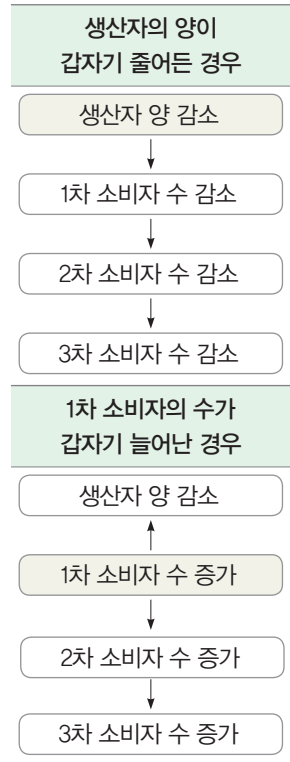 생산자의 양이
갑자기 줄어든 경우
생산자 양 감소
1차 소비자 수 감소
2차 소비자 수 감소
3차 소비자 수 감소
1차 소비자의 수가
갑자기 늘어난 경우
생산자 양 감소
1차 소비자 수 증가
2차 소비자 수 증가
3차 소비자 수 증가